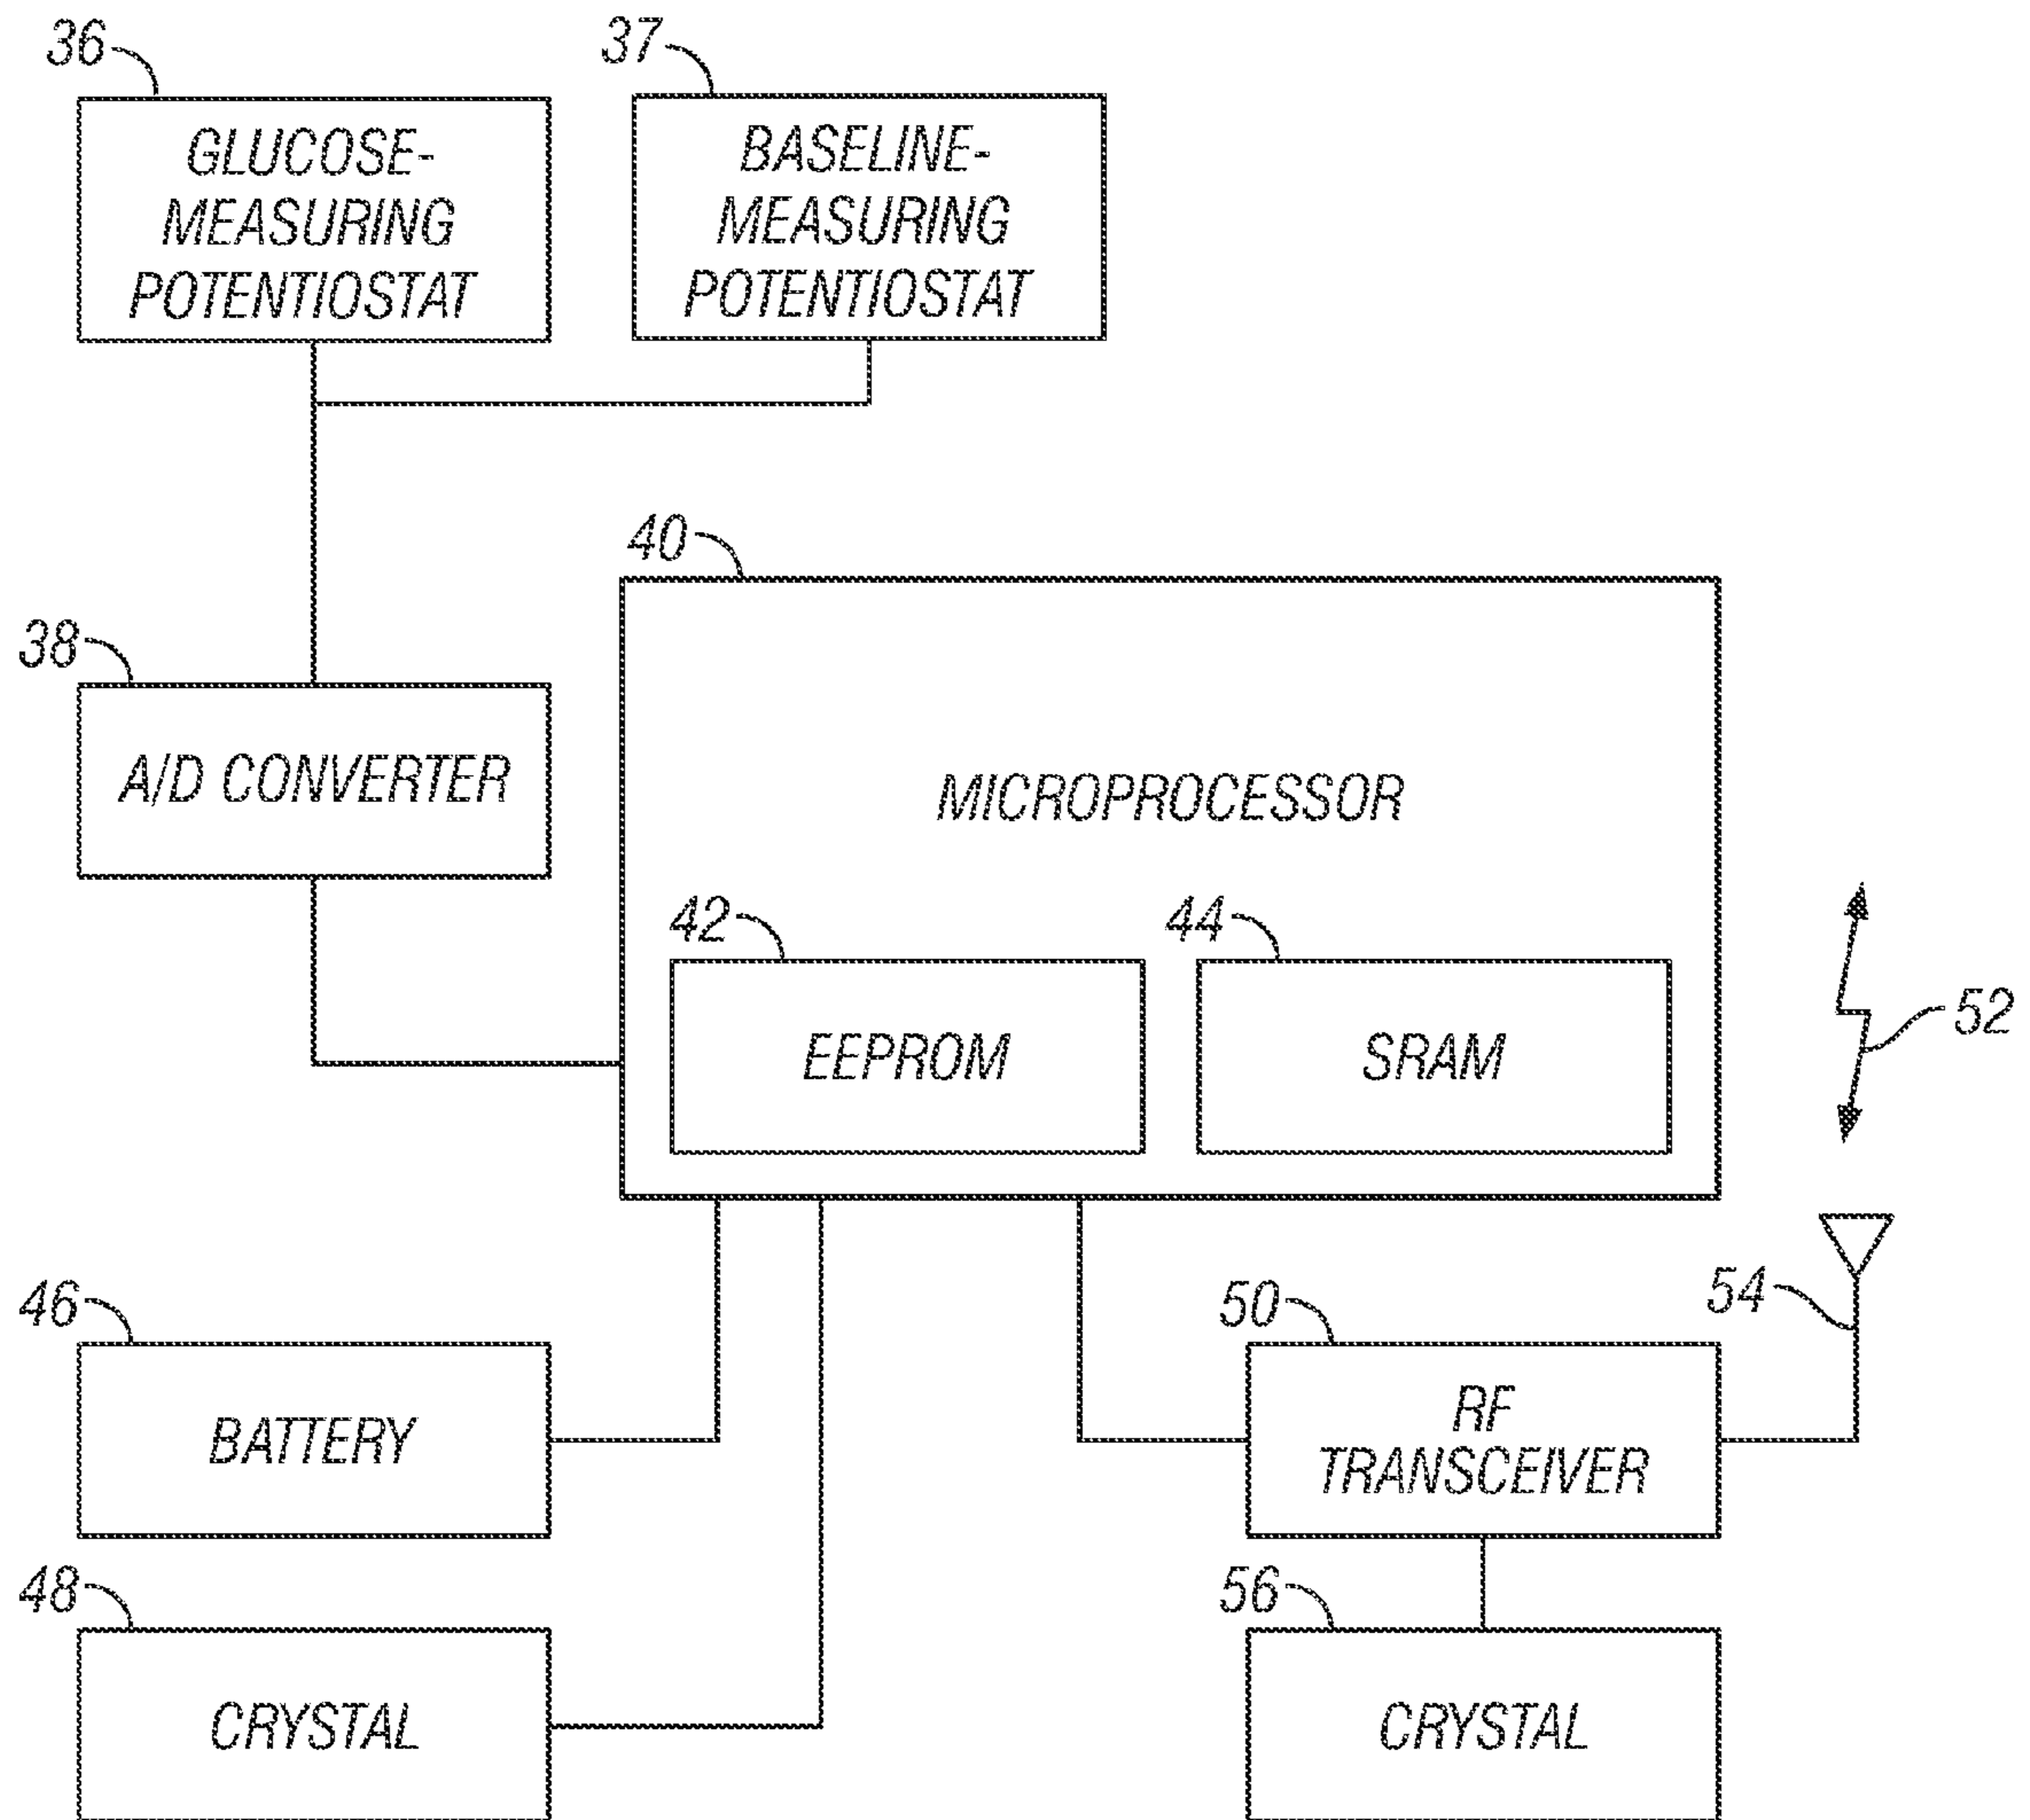 36
GLUCOSE-
MEASURING
POTENTIOSTAT
37
BASELINE-
MEASURING
POTENTIOSTAT
38
A/D CONVERTER
40
MICROPROCESSOR
42
EEPROM
44
SRAM
52
46
BATTERY
50
RF
TRANSCEIVER
54
48
CRYSTAL
56
CRYSTAL